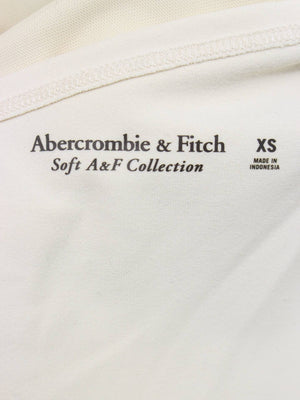 Abercrombie & Fitch XS
Soft A&F Collection
MADE IN
INDONESIA